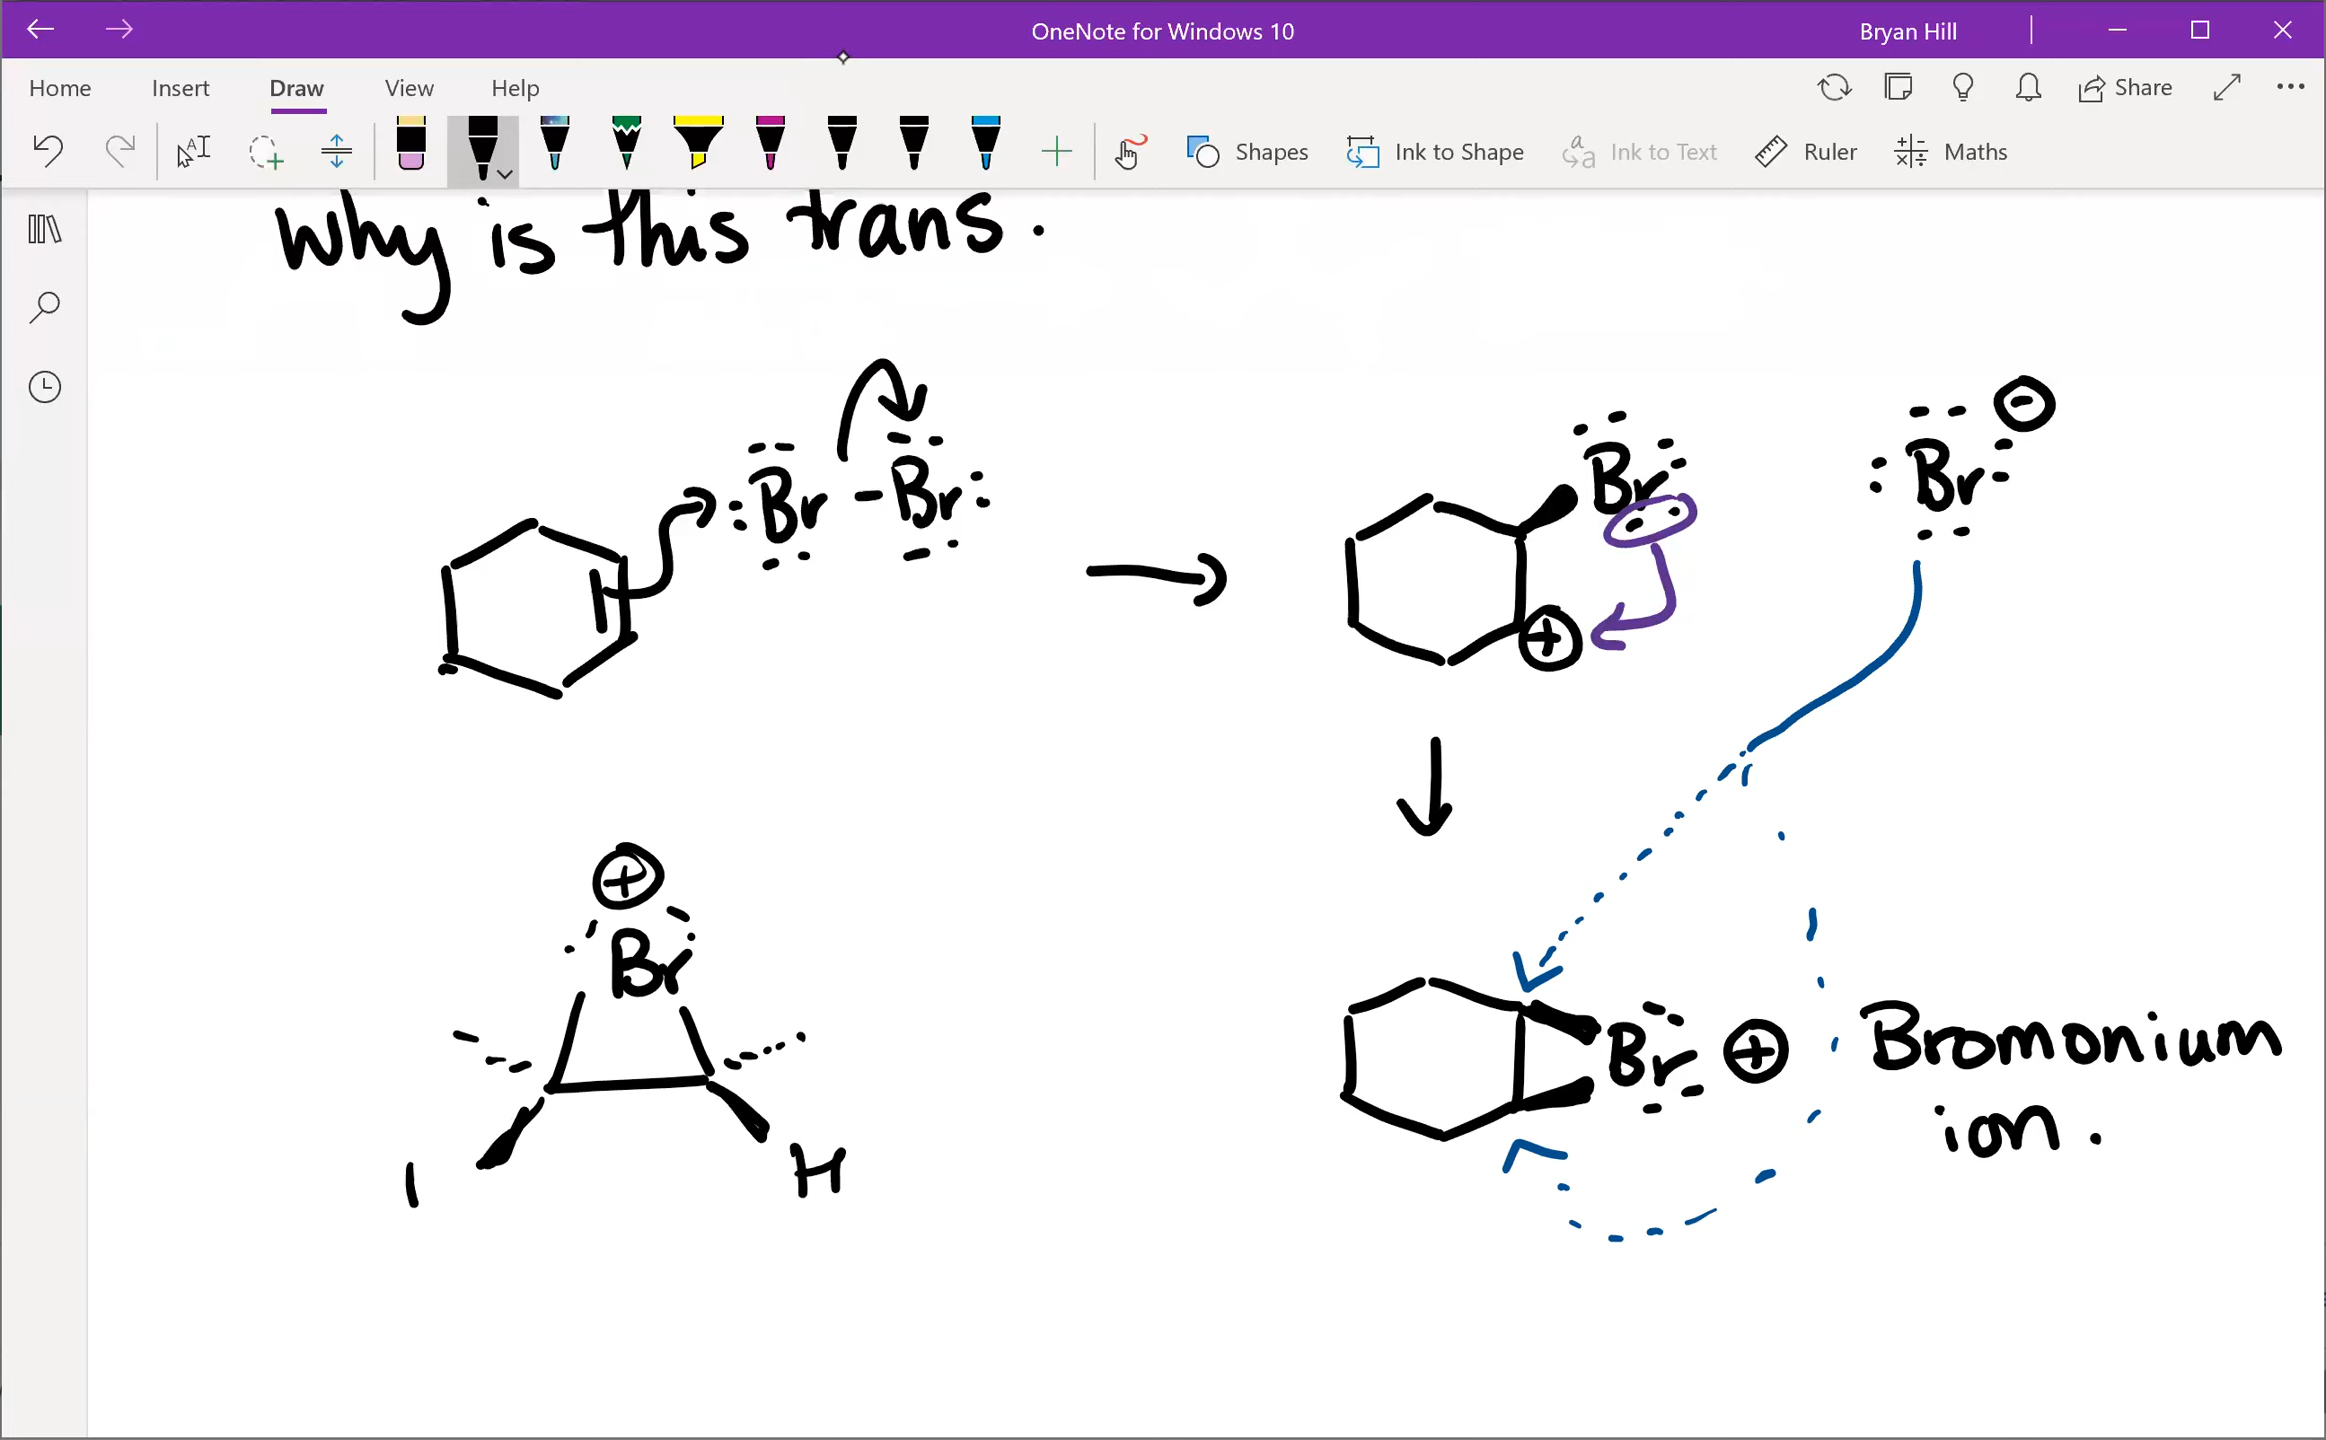 OneNote for Windows 10
Bryan Hill
Home Insert Draw View Help
Share
Shapes Ink to Shape Ink to Text Ruler Maths
Why is this trans.
Br - Br
Br
Br
Br
Br
Bromonium
ion.
H